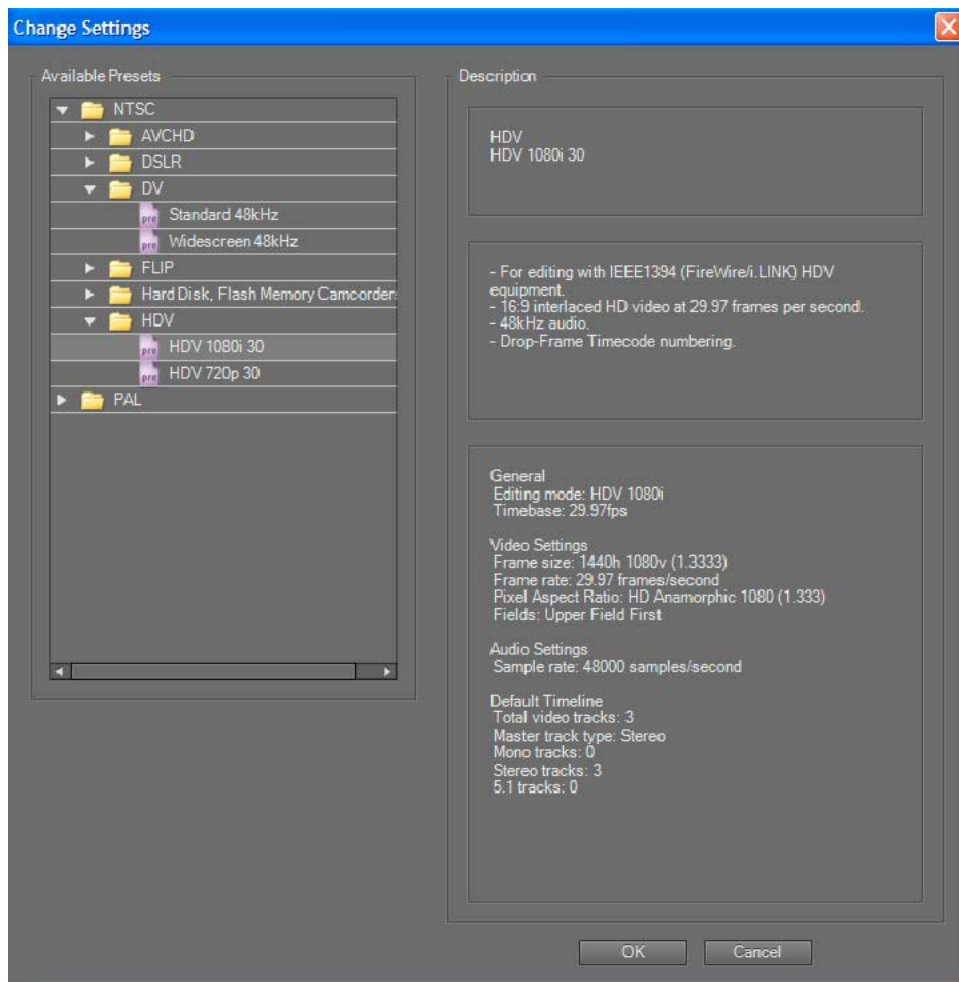 Change Settings
Available Presets
NTSC
AVCHD
DSLR
DV
pre Standard 48kHz
pre Widescreen 48kHz
FLIP
Hard Disk, Flash Memory Camcorder
HDV
pre HDV 1080i 30
pre HDV 720p 30
PAL
Description
HDV
HDV 1080i 30
- For editing with IEEE1394 (FireWire/i.LINK) HDV
equipment.
- 16:9 interlaced HD video at 29.97 frames per second.
- 48kHz audio.
- Drop-Frame Timecode numbering.
General
Editing mode: HDV 1080i
Timebase: 29.97fps
Video Settings
Frame size: 1440h 1080v (1.3333)
Frame rate: 29.97 frames/second
Pixel Aspect Ratio: HD Anamorphic 1080 (1.333)
Fields: Upper Field First
Audio Settings
Sample rate: 48000 samples/second
Default Timeline
Total video tracks: 3
Master track type: Stereo
Mono tracks: 0
Stereo tracks: 3
5.1 tracks: 0
OK
Cancel